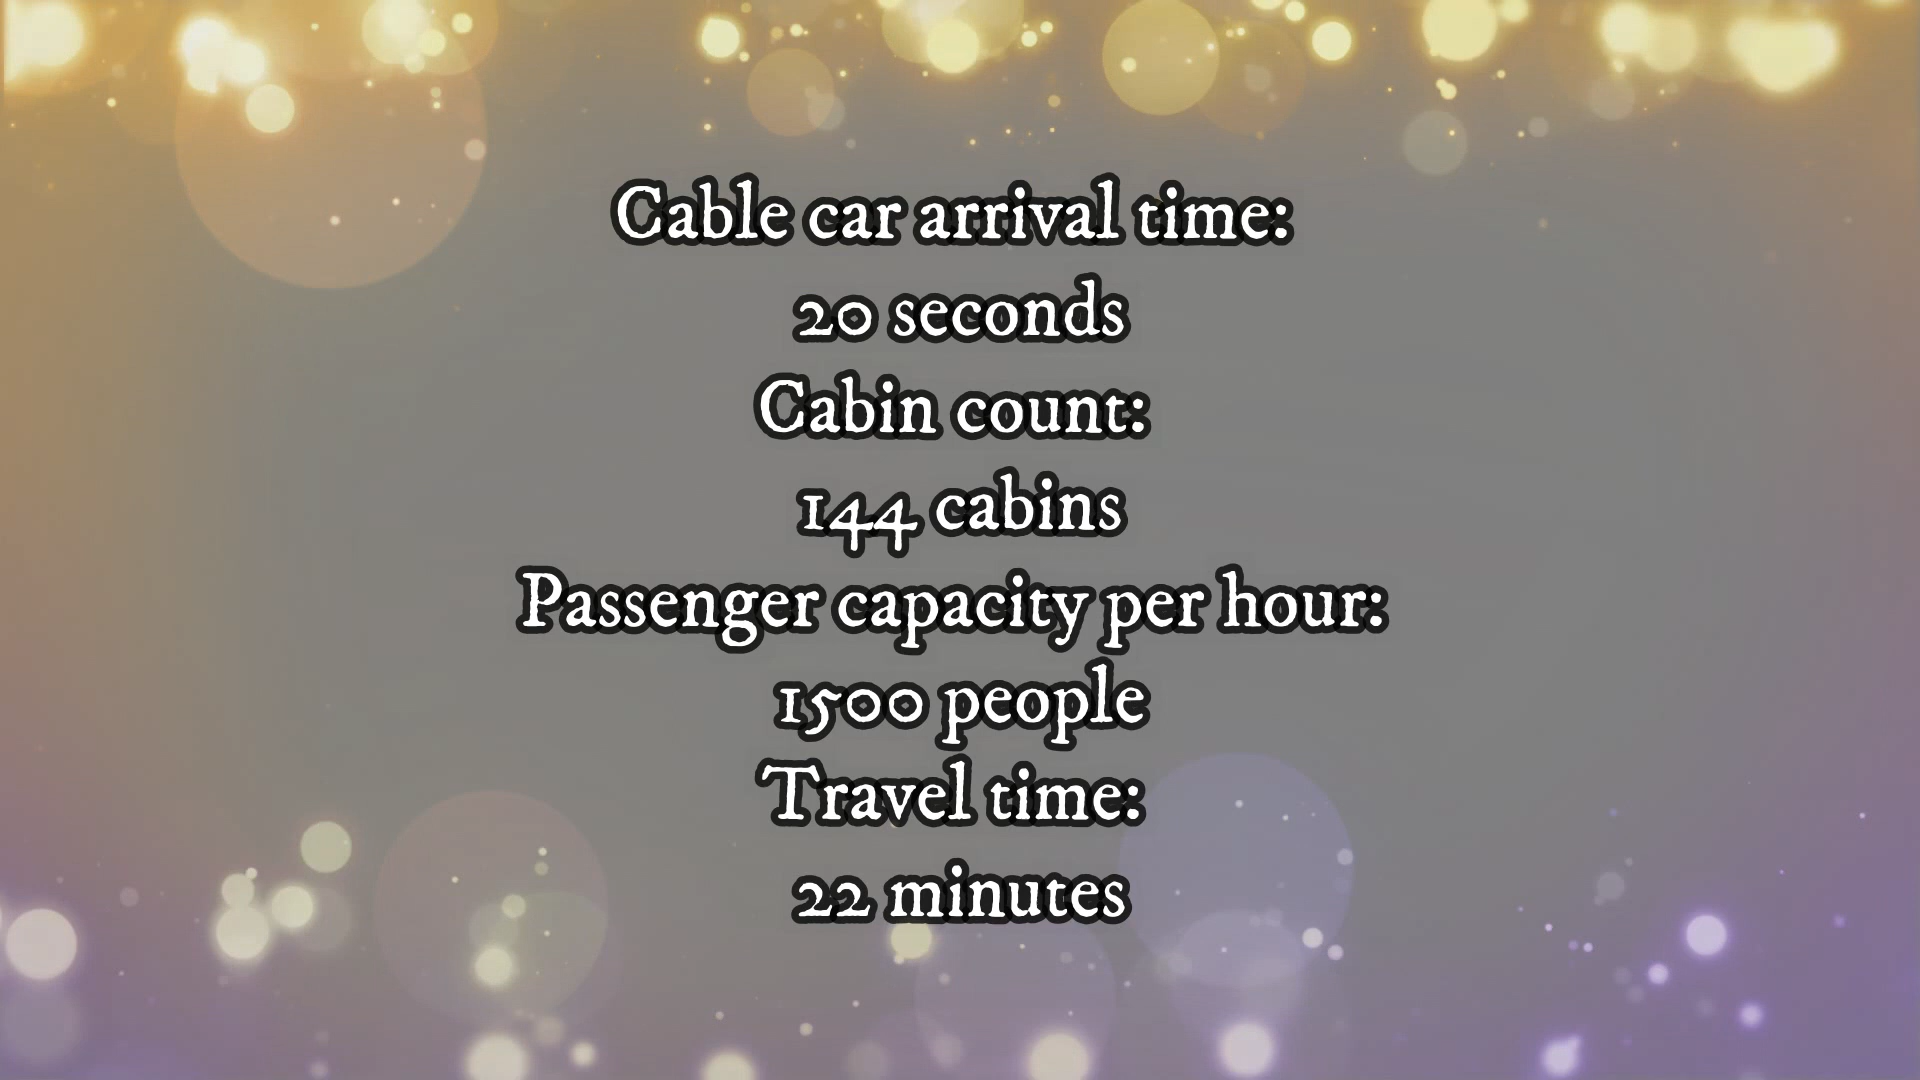 Cable car arrival time:
20 seconds
Cabin count:
144 cabins
Passenger capacity per hour:
1500 people
Travel time:
22 minutes